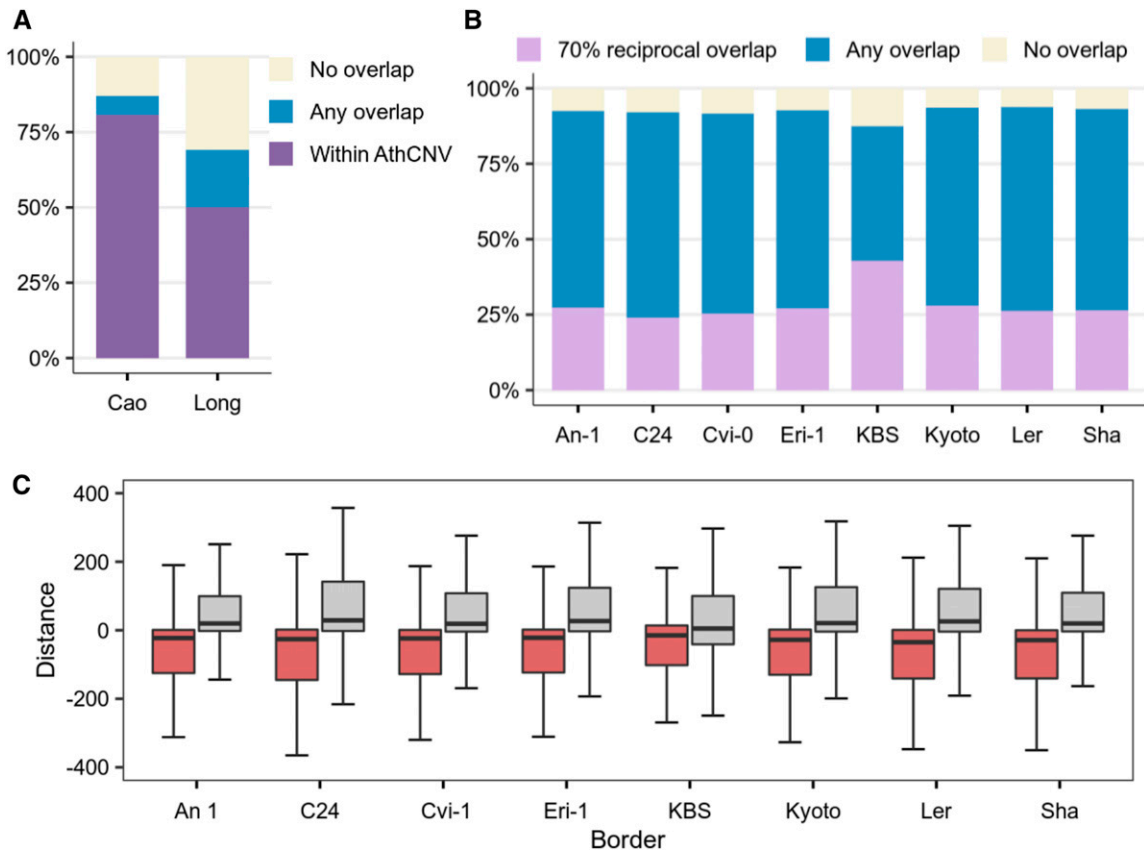 A
100%
75%
50%
25%
0%
Cao Long
No overlap
Any overlap
Within AthCNV
B
70% reciprocal overlap Any overlap No overlap
100%
75%
50%
25%
0%
An-1 C24 Cvi-0 Eri-1 KBS Kyoto Ler Sha
C
Distance
400
200
0
-200
-400
An 1 C24 Cvi-1 Eri-1 KBS Kyoto Ler Sha
Border